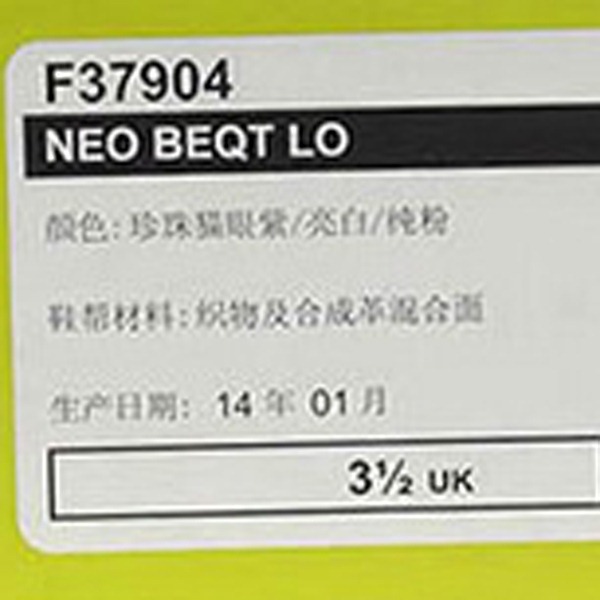 F37904
NEO BEQT LO
颜色: 珍珠猫眼紫/亮白/纯粉
鞋帮材料: 织物及合成革混合面
生产日期: 14 年 01 月
3½ UK